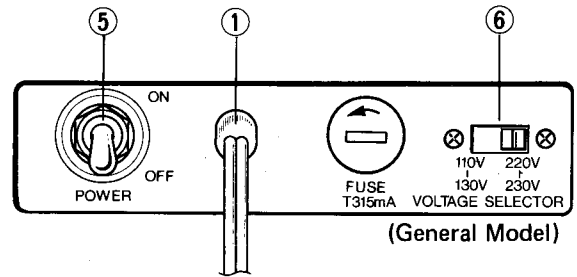 ⑤ ① ⑥
ON
OFF
POWER
FUSE
T315mA
110V 220V
130V 230V
VOLTAGE SELECTOR
(General Model)